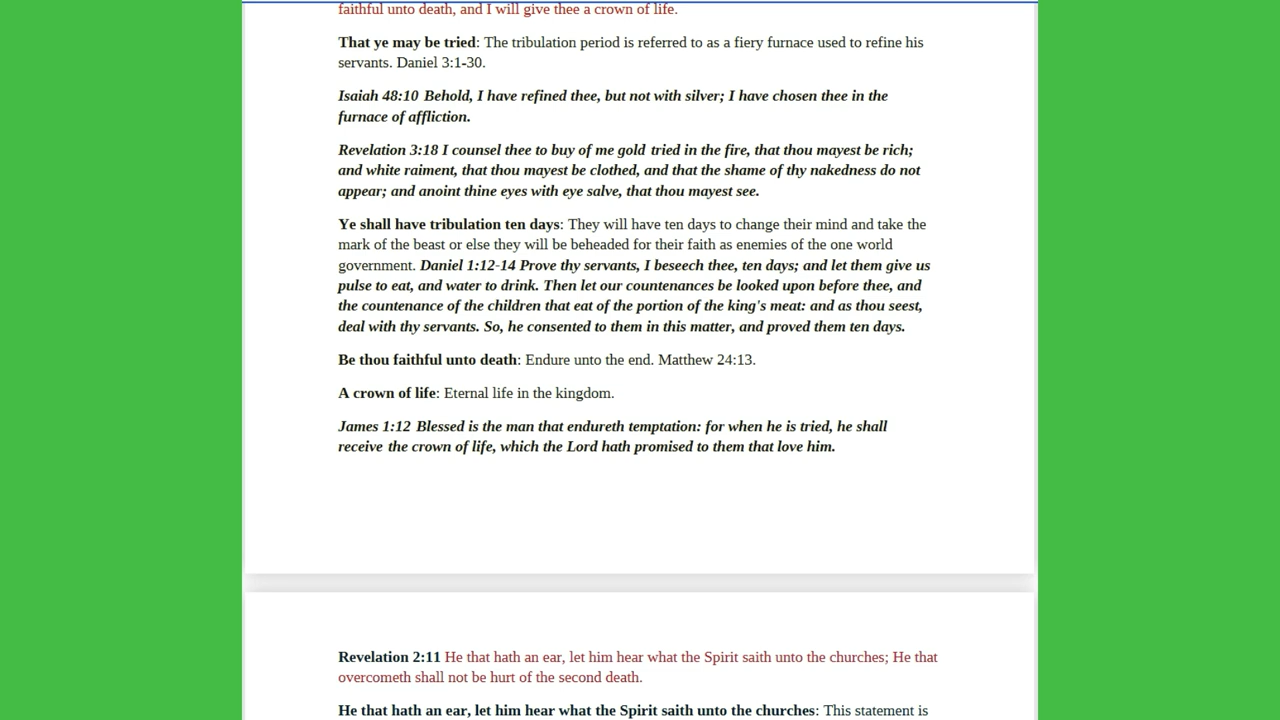 faithful unto death, and I will give thee a crown of life.
That ye may be tried: The tribulation period is referred to as a fiery furnace used to refine his
servants. Daniel 3:1-30.
Isaiah 48:10 Behold, I have refined thee, but not with silver; I have chosen thee in the
furnace of affliction.
Revelation 3:18 I counsel thee to buy of me gold tried in the fire, that thou mayest be rich;
and white raiment, that thou mayest be clothed, and that the shame of thy nakedness do not
appear; and anoint thine eyes with eye salve, that thou mayest see.
Ye shall have tribulation ten days: They will have ten days to change their mind and take the
mark of the beast or else they will be beheaded for their faith as enemies of the one world
government. Daniel 1:12-14 Prove thy servants, I beseech thee, ten days; and let them give us
pulse to eat, and water to drink. Then let our countenances be looked upon before thee, and
the countenance of the children that eat of the portion of the king's meat: and as thou seest,
deal with thy servants. So, he consented to them in this matter, and proved them ten days.
Be thou faithful unto death: Endure unto the end. Matthew 24:13.
A crown of life: Eternal life in the kingdom.
James 1:12 Blessed is the man that endureth temptation: for when he is tried, he shall
receive the crown of life, which the Lord hath promised to them that love him.
Revelation 2:11 He that hath an ear, let him hear what the Spirit saith unto the churches; He that
overcometh shall not be hurt of the second death.
He that hath an ear, let him hear what the Spirit saith unto the churches: This statement is